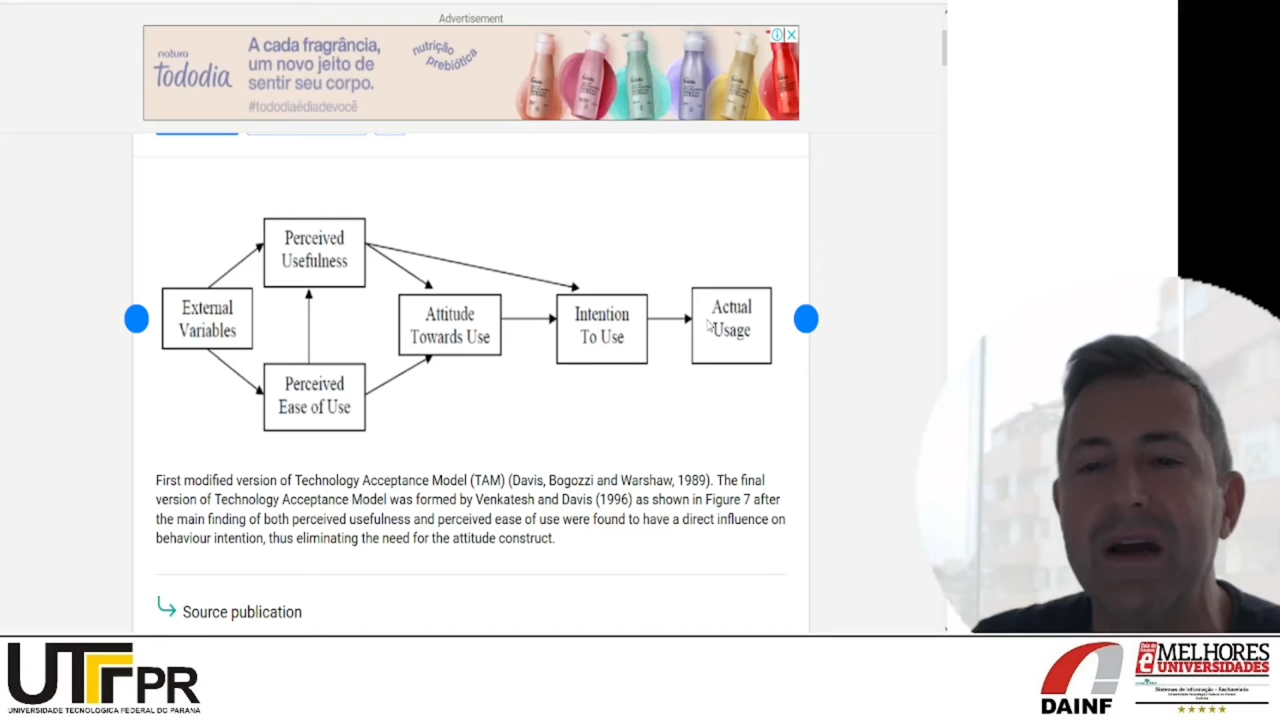 Advertisement
natura
Tododia
A cada fragrância,
um novo jeito de
sentir seu corpo.
#tododiaédiadevocê
nutrição
prebiótica
Perceived
Usefulness
External
Variables
Attitude
Towards Use
Intention
To Use
Actual
Usage
Perceived
Ease of Use
First modified version of Technology Acceptance Model (TAM) (Davis, Bogozzi and Warshaw, 1989). The final
version of Technology Acceptance Model was formed by Venkatesh and Davis (1996) as shown in Figure 7 after
the main finding of both perceived usefulness and perceived ease of use were found to have a direct influence on
behaviour intention, thus eliminating the need for the attitude construct.
Source publication
UTFPR
UNIVERSIDADE TECNOLÓGICA FEDERAL DO PARANÁ
DAINF
MELHORES
UNIVERSIDADES
Sistemas de Informação - Bacharelado